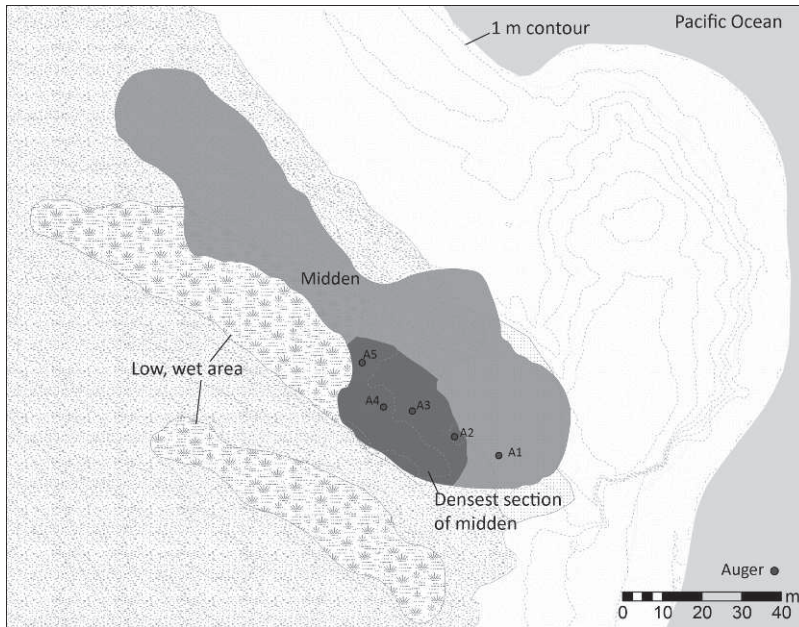 Pacific Ocean
1 m contour
Midden
Low, wet area
A5
A4
A3
A2
A1
Densest section
of midden
Auger
0 10 20 30 40 m